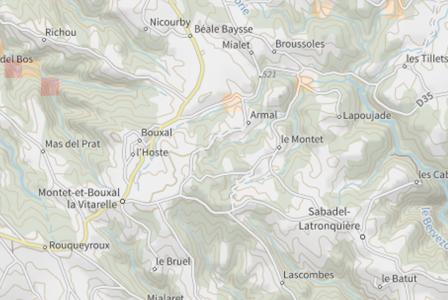 Nicourby
Béale Baysse
Richou
Mialet
Broussoles
del Bos
521
les Tillets
D35
Armal
Lapoujade
Bouxal
l'Hoste
le Montet
Mas del Prat
Montet-et-Bouxal
la Vitarelle
les Cab
Sabadel-
Latronquière
Rouqueyroux
le Bruel
Lascombes
le Batut
Mialaret